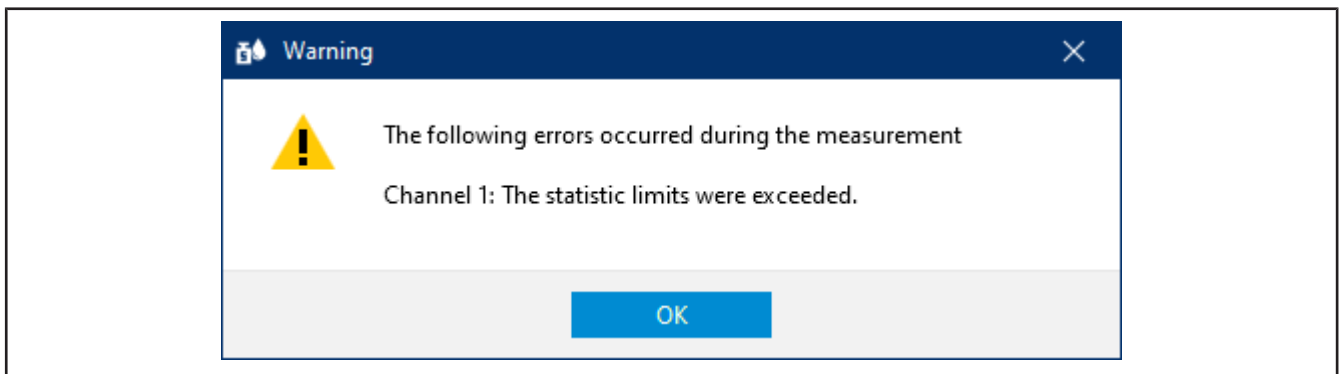 Warning
The following errors occurred during the measurement
Channel 1: The statistic limits were exceeded.
OK